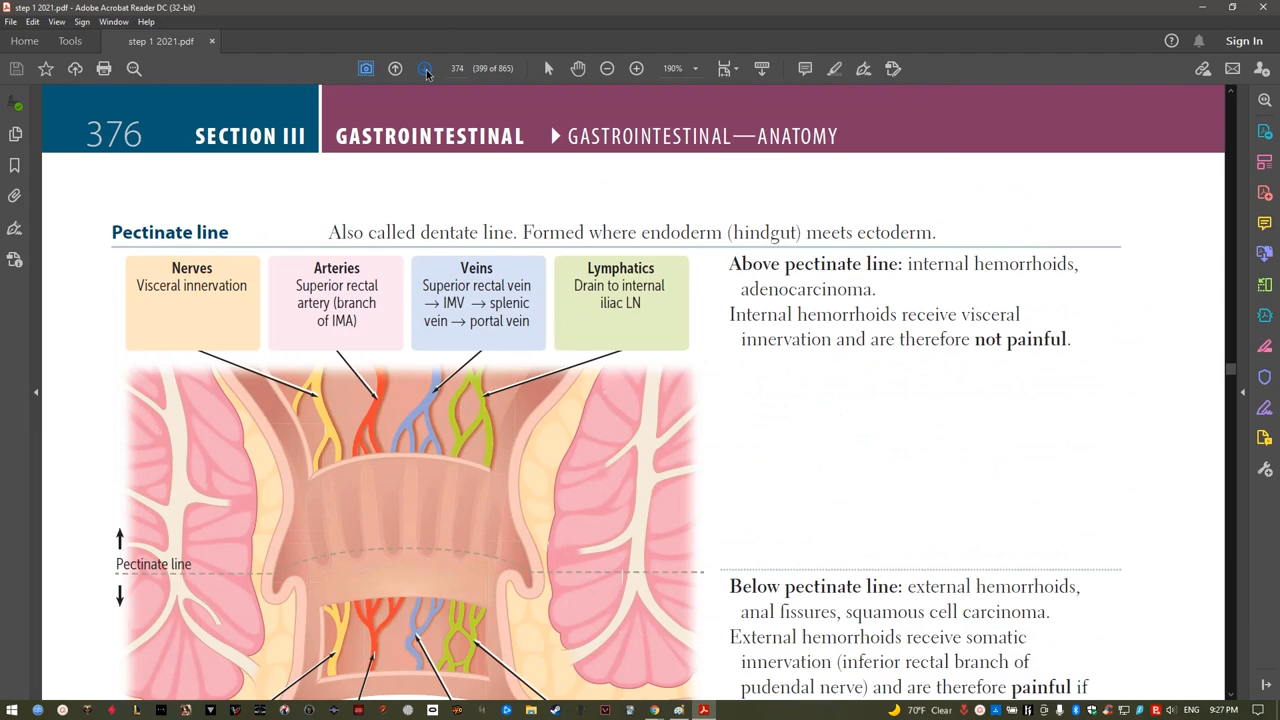 step 1 2021.pdf - Adobe Acrobat Reader DC (32-bit)
File Edit View Sign Window Help
Home Tools step 1 2021.pdf × Sign In
374 (399 of 865) 190%
376 SECTION III GASTROINTESTINAL GASTROINTESTINAL—ANATOMY
Pectinate line Also called dentate line. Formed where endoderm (hindgut) meets ectoderm.
Nerves
Visceral innervation
Arteries
Superior rectal
artery (branch
of IMA)
Veins
Superior rectal vein
→ IMV → splenic
vein → portal vein
Lymphatics
Drain to internal
iliac LN
Above pectinate line: internal hemorrhoids,
adenocarcinoma.
Internal hemorrhoids receive visceral
innervation and are therefore not painful.
Pectinate line
Below pectinate line: external hemorrhoids,
anal fissures, squamous cell carcinoma.
External hemorrhoids receive somatic
innervation (inferior rectal branch of
pudendal nerve) and are therefore painful if
70°F Clear 9:27 PM